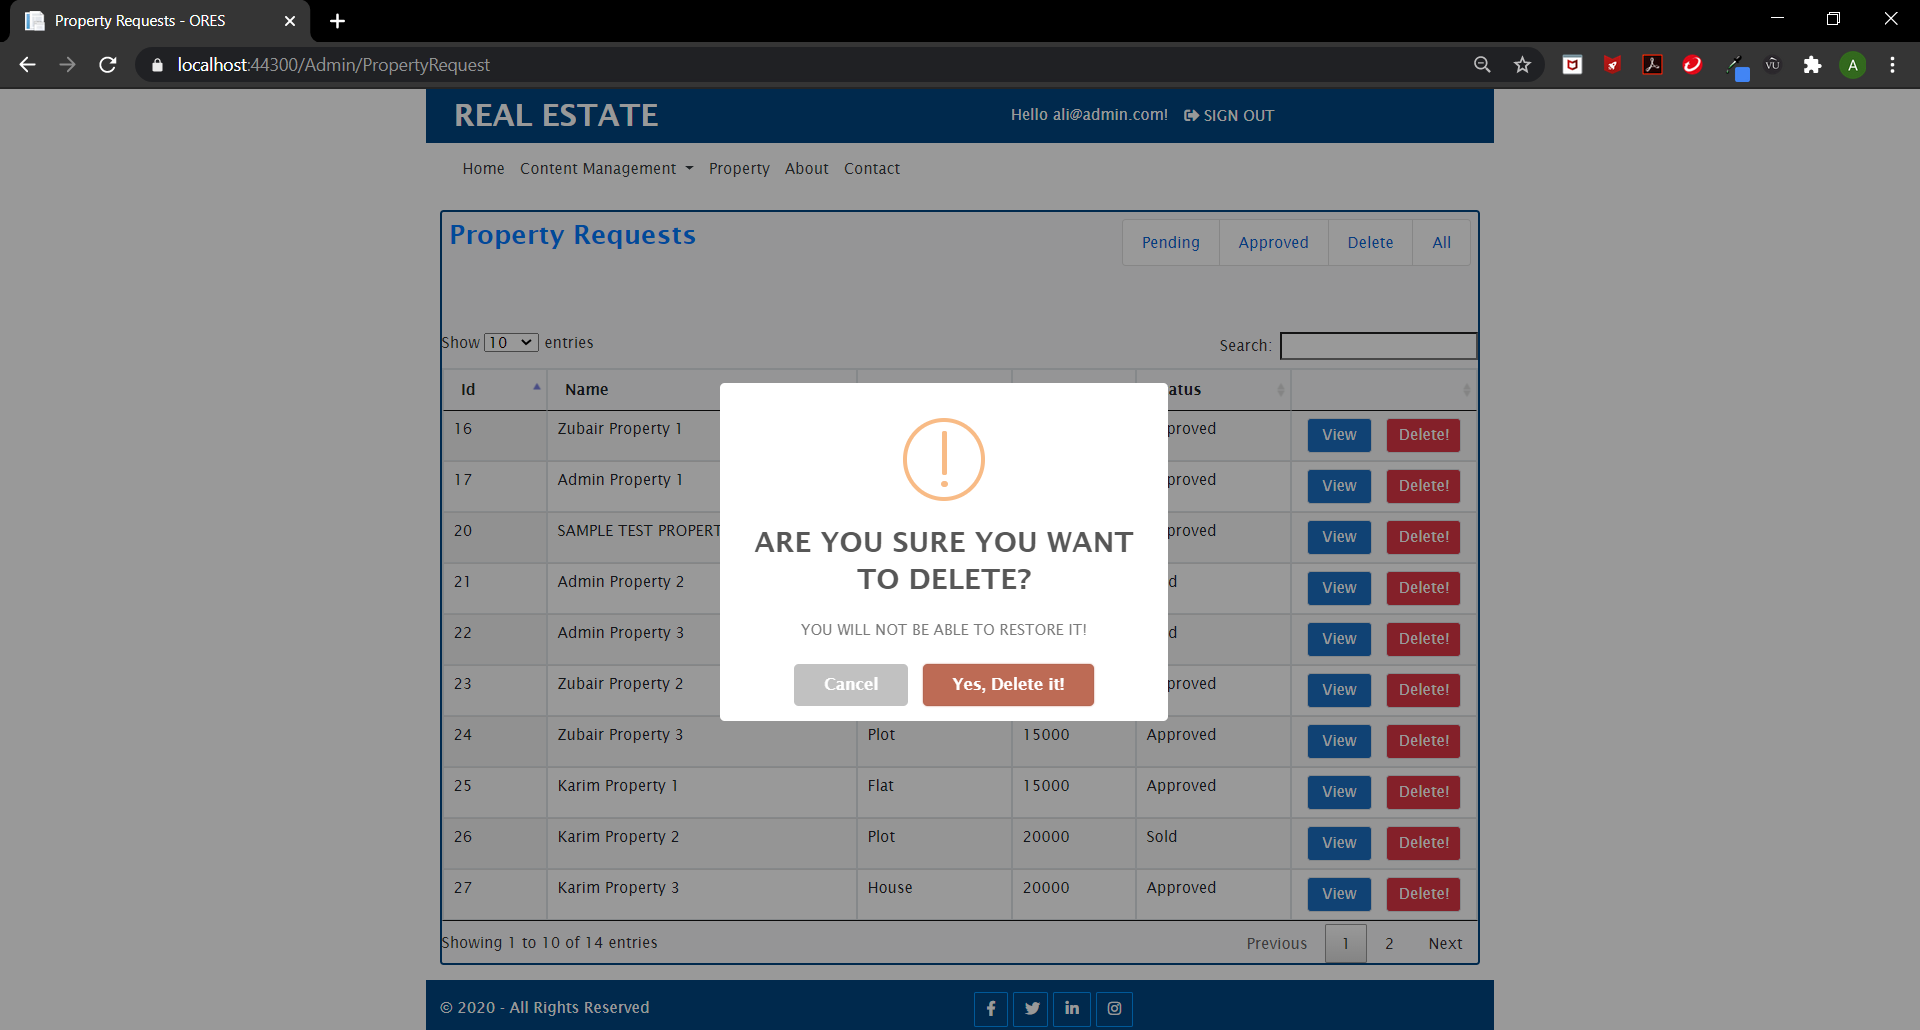 Property Requests - ORES
localhost:44300/Admin/PropertyRequest
A
REAL ESTATE
Hello ali@admin.com! SIGN OUT
Home Content Management Property About Contact
Property Requests
Pending Approved Delete All
Show 10 entries
Search:
Id Name atus
16 Zubair Property 1 proved View Delete!
17 Admin Property 1 proved View Delete!
20 SAMPLE TEST PROPERT proved View Delete!
21 Admin Property 2 d View Delete!
22 Admin Property 3 d View Delete!
23 Zubair Property 2 proved View Delete!
24 Zubair Property 3 Plot 15000 Approved View Delete!
25 Karim Property 1 Flat 15000 Approved View Delete!
26 Karim Property 2 Plot 20000 Sold View Delete!
27 Karim Property 3 House 20000 Approved View Delete!
ARE YOU SURE YOU WANT
TO DELETE?
YOU WILL NOT BE ABLE TO RESTORE IT!
Cancel Yes, Delete it!
Showing 1 to 10 of 14 entries
Previous 1 2 Next
© 2020 - All Rights Reserved